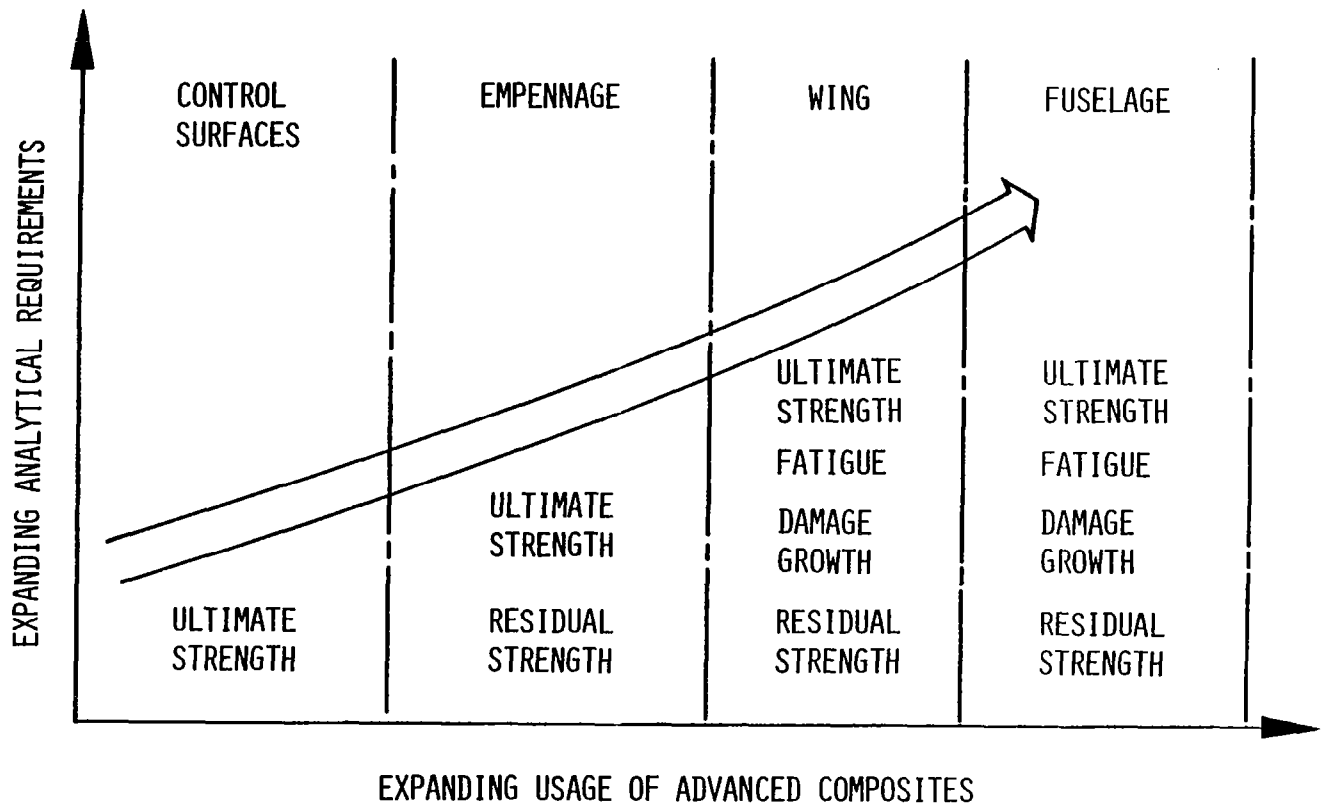 CONTROL
SURFACES
EMPENNAGE
WING
FUSELAGE
EXPANDING ANALYTICAL REQUIREMENTS
ULTIMATE
STRENGTH
ULTIMATE
STRENGTH
RESIDUAL
STRENGTH
ULTIMATE
STRENGTH
FATIGUE
DAMAGE
GROWTH
RESIDUAL
STRENGTH
ULTIMATE
STRENGTH
FATIGUE
DAMAGE
GROWTH
RESIDUAL
STRENGTH
EXPANDING USAGE OF ADVANCED COMPOSITES